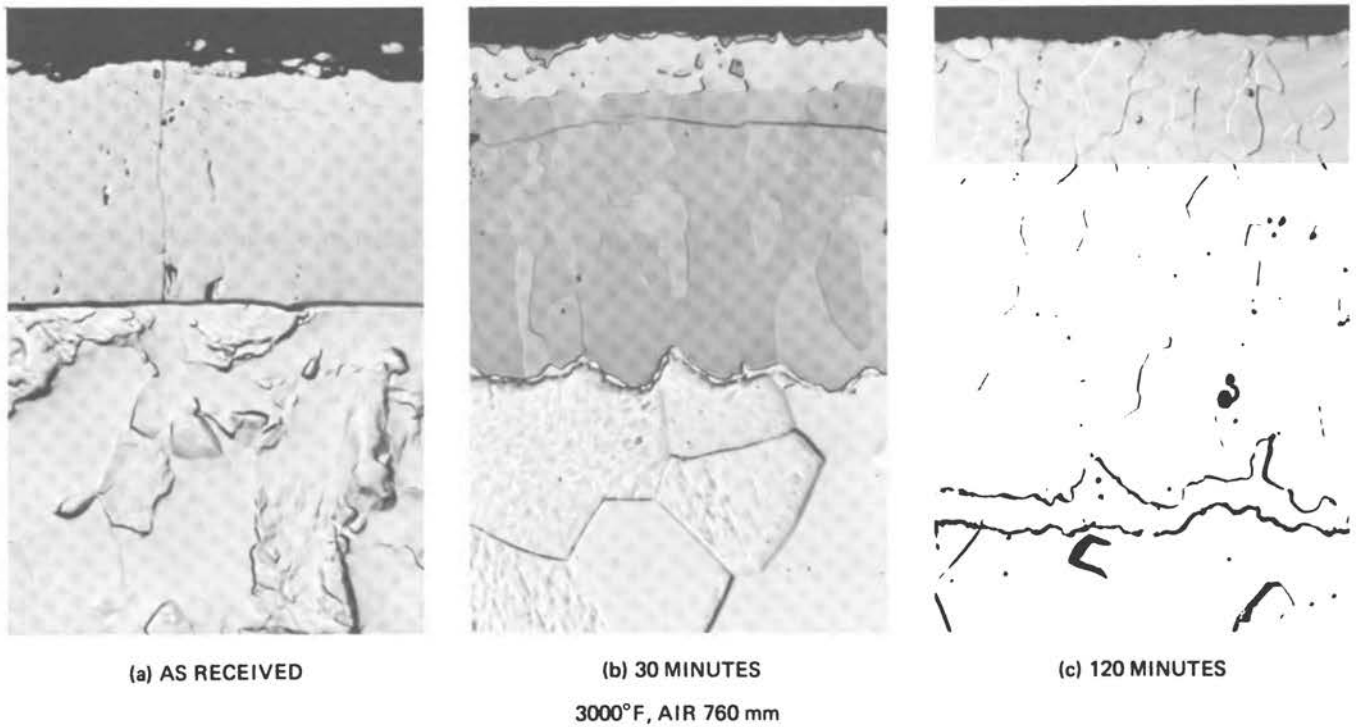 (a) AS RECEIVED
(b) 30 MINUTES
(c) 120 MINUTES
3000°F, AIR 760 mm